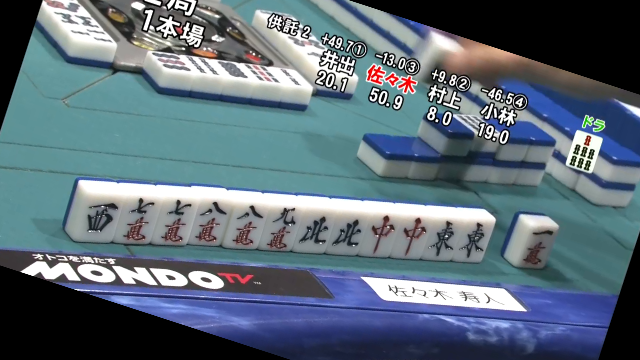 局
1本場
供託 2
+49.7① -13.0③ +9.8② -46.5④
井出 佐々木 村上 小林
20.1 50.9 8.0 19.0
ドラ
西 七萬 七萬 八萬 八萬 九萬 北 北 中 中 東 東 一萬
オトコを満たす
MONDO TV™
佐々木 寿人